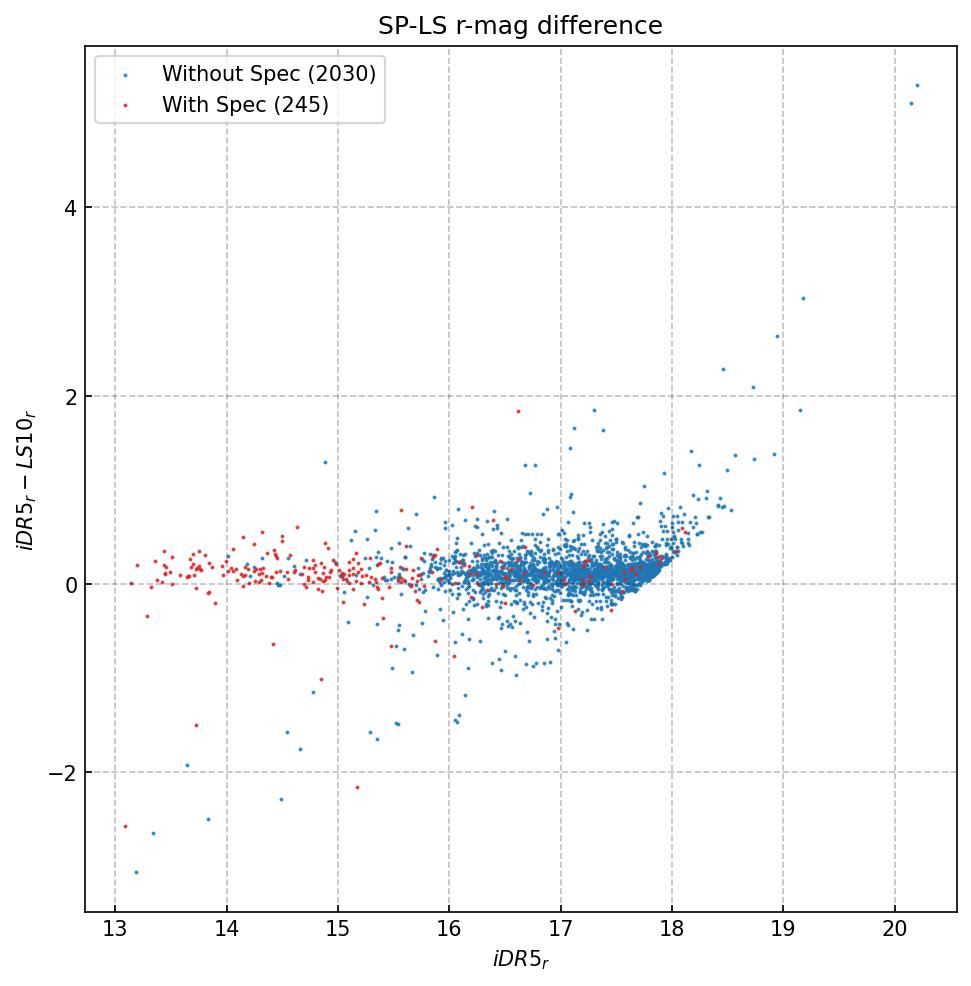 SP-LS r-mag difference
Without Spec (2030)
With Spec (245)
4
2
0
−2
iDR5r − LS10r
13 14 15 16 17 18 19 20
iDR5r